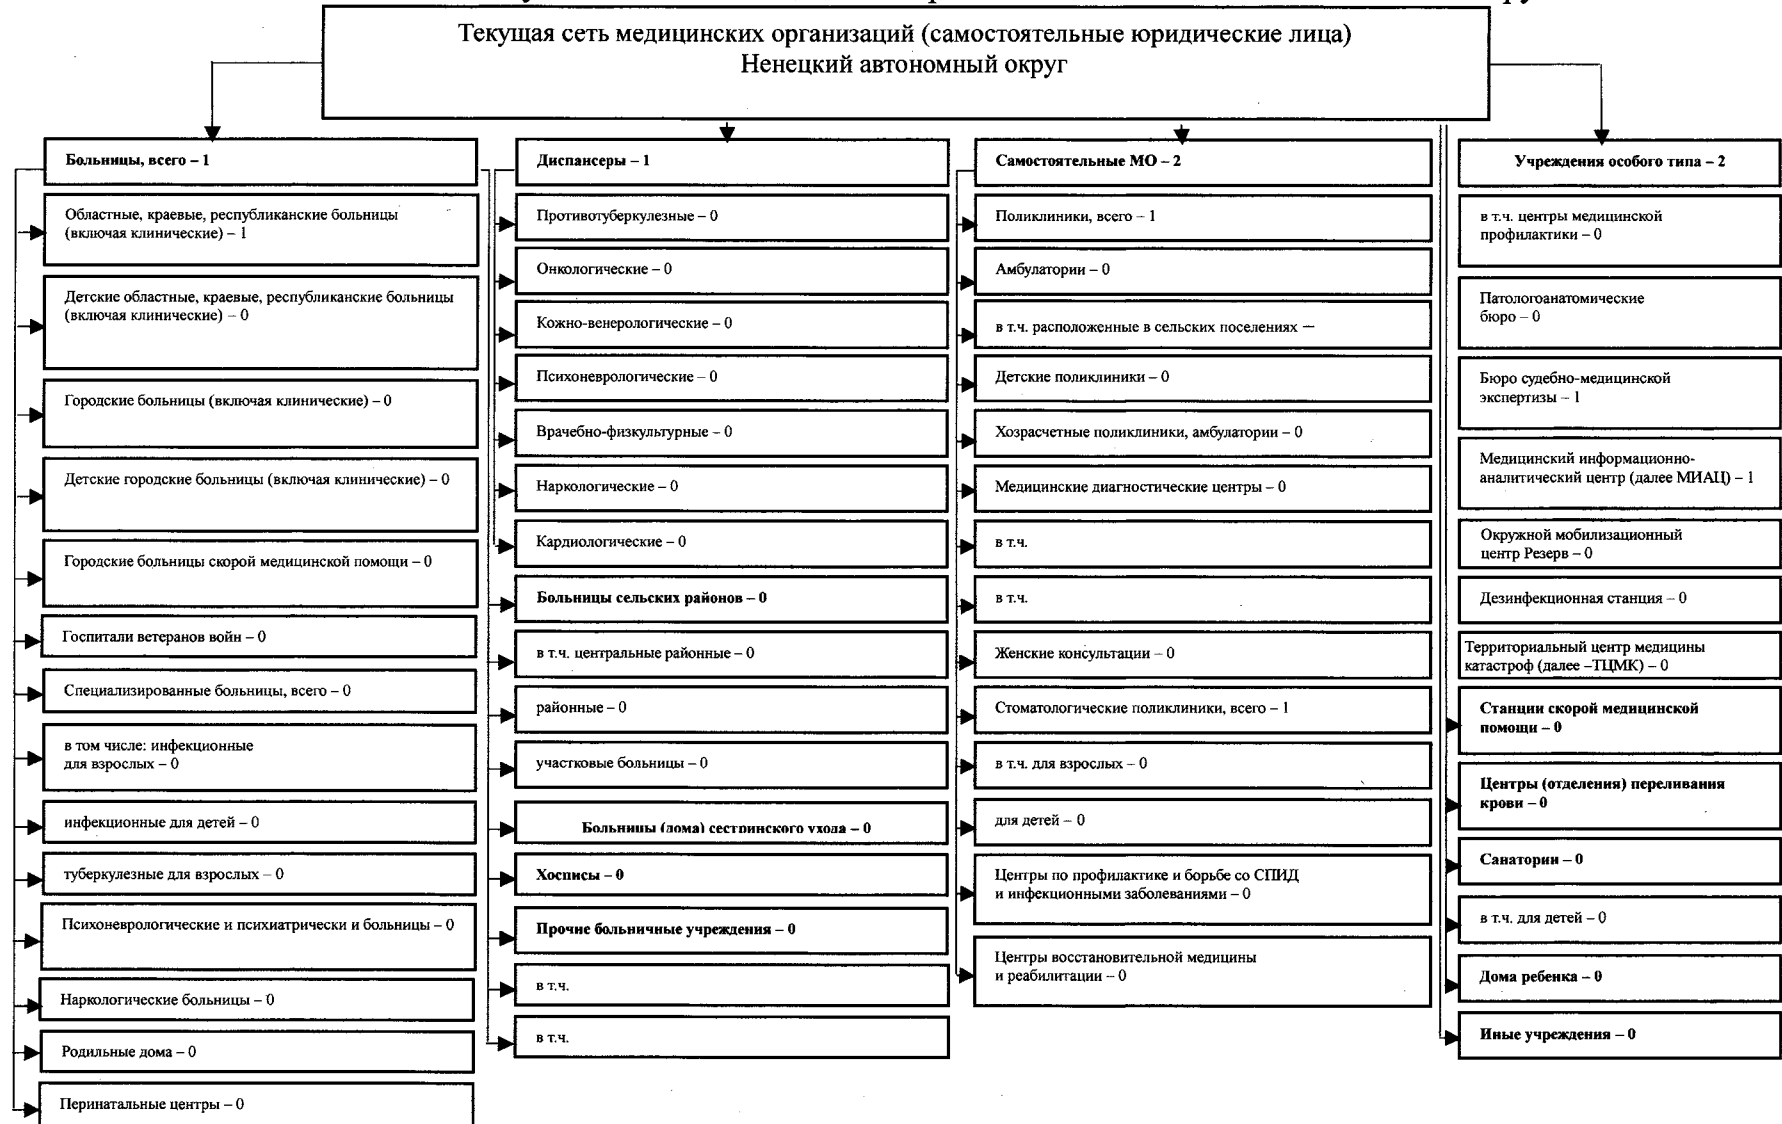 Текущая сеть медицинских организаций (самостоятельные юридические лица)
Ненецкий автономный округ
Больницы, всего – 1
Областные, краевые, республиканские больницы
(включая клинические) – 1
Детские областные, краевые, республиканские больницы
(включая клинические) – 0
Городские больницы (включая клинические) – 0
Детские городские больницы (включая клинические) – 0
Городские больницы скорой медицинской помощи – 0
Госпитали ветеранов войн – 0
Специализированные больницы, всего – 0
в том числе: инфекционные
для взрослых – 0
инфекционные для детей – 0
туберкулезные для взрослых – 0
Психоневрологические и психиатрически и больницы – 0
Наркологические больницы – 0
Родильные дома – 0
Перинатальные центры – 0
Диспансеры – 1
Противотуберкулезные – 0
Онкологические – 0
Кожно-венерологические – 0
Психоневрологические – 0
Врачебно-физкультурные – 0
Наркологические – 0
Кардиологические – 0
Больницы сельских районов – 0
в т.ч. центральные районные – 0
районные – 0
участковые больницы – 0
Больницы (дома) сестринского ухода – 0
Хосписы – 0
Прочие больничные учреждения – 0
в т.ч.
в т.ч.
Самостоятельные МО – 2
Поликлиники, всего – 1
Амбулатории – 0
в т.ч. расположенные в сельских поселениях —
Детские поликлиники – 0
Хозрасчетные поликлиники, амбулатории – 0
Медицинские диагностические центры – 0
в т.ч.
в т.ч.
Женские консультации – 0
Стоматологические поликлиники, всего – 1
в т.ч. для взрослых – 0
для детей – 0
Центры по профилактике и борьбе со СПИД
и инфекционными заболеваниями – 0
Центры восстановительной медицины
и реабилитации – 0
Учреждения особого типа – 2
в т.ч. центры медицинской
профилактики – 0
Патологоанатомические
бюро – 0
Бюро судебно-медицинской
экспертизы – 1
Медицинский информационно-
аналитический центр (далее МИАЦ) – 1
Окружной мобилизационный
центр Резерв – 0
Дезинфекционная станция – 0
Территориальный центр медицины
катастроф (далее –ТЦМК) – 0
Станции скорой медицинской
помощи – 0
Центры (отделения) переливания
крови – 0
Санатории – 0
в т.ч. для детей – 0
Дома ребенка – 0
Иные учреждения – 0